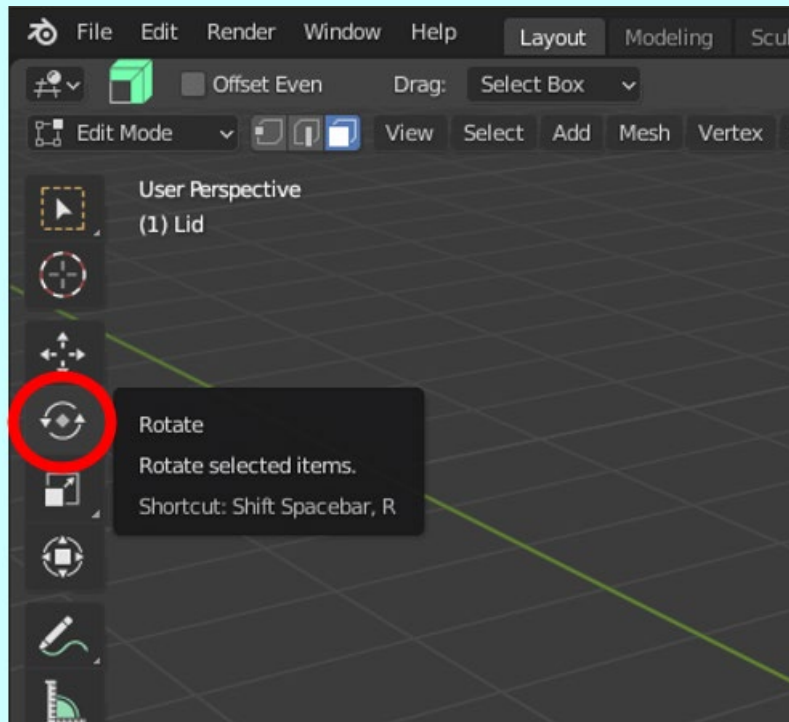 File Edit Render Window Help Layout Modeling
Offset Even Drag: Select Box
Edit Mode View Select Add Mesh Vertex
User Perspective
(1) Lid
Rotate
Rotate selected items.
Shortcut: Shift Spacebar, R